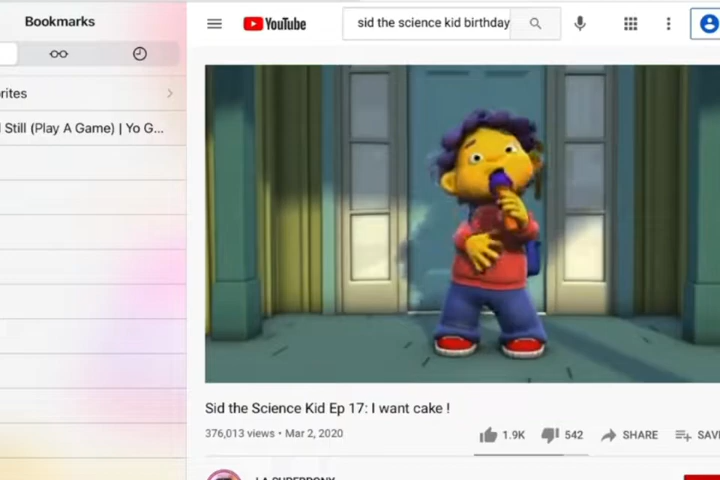 Bookmarks
YouTube
sid the science kid birthday
rites
Still (Play A Game) | Yo G...
Sid the Science Kid Ep 17: I want cake !
376,013 views • Mar 2, 2020
1.9K
542
SHARE
SAV